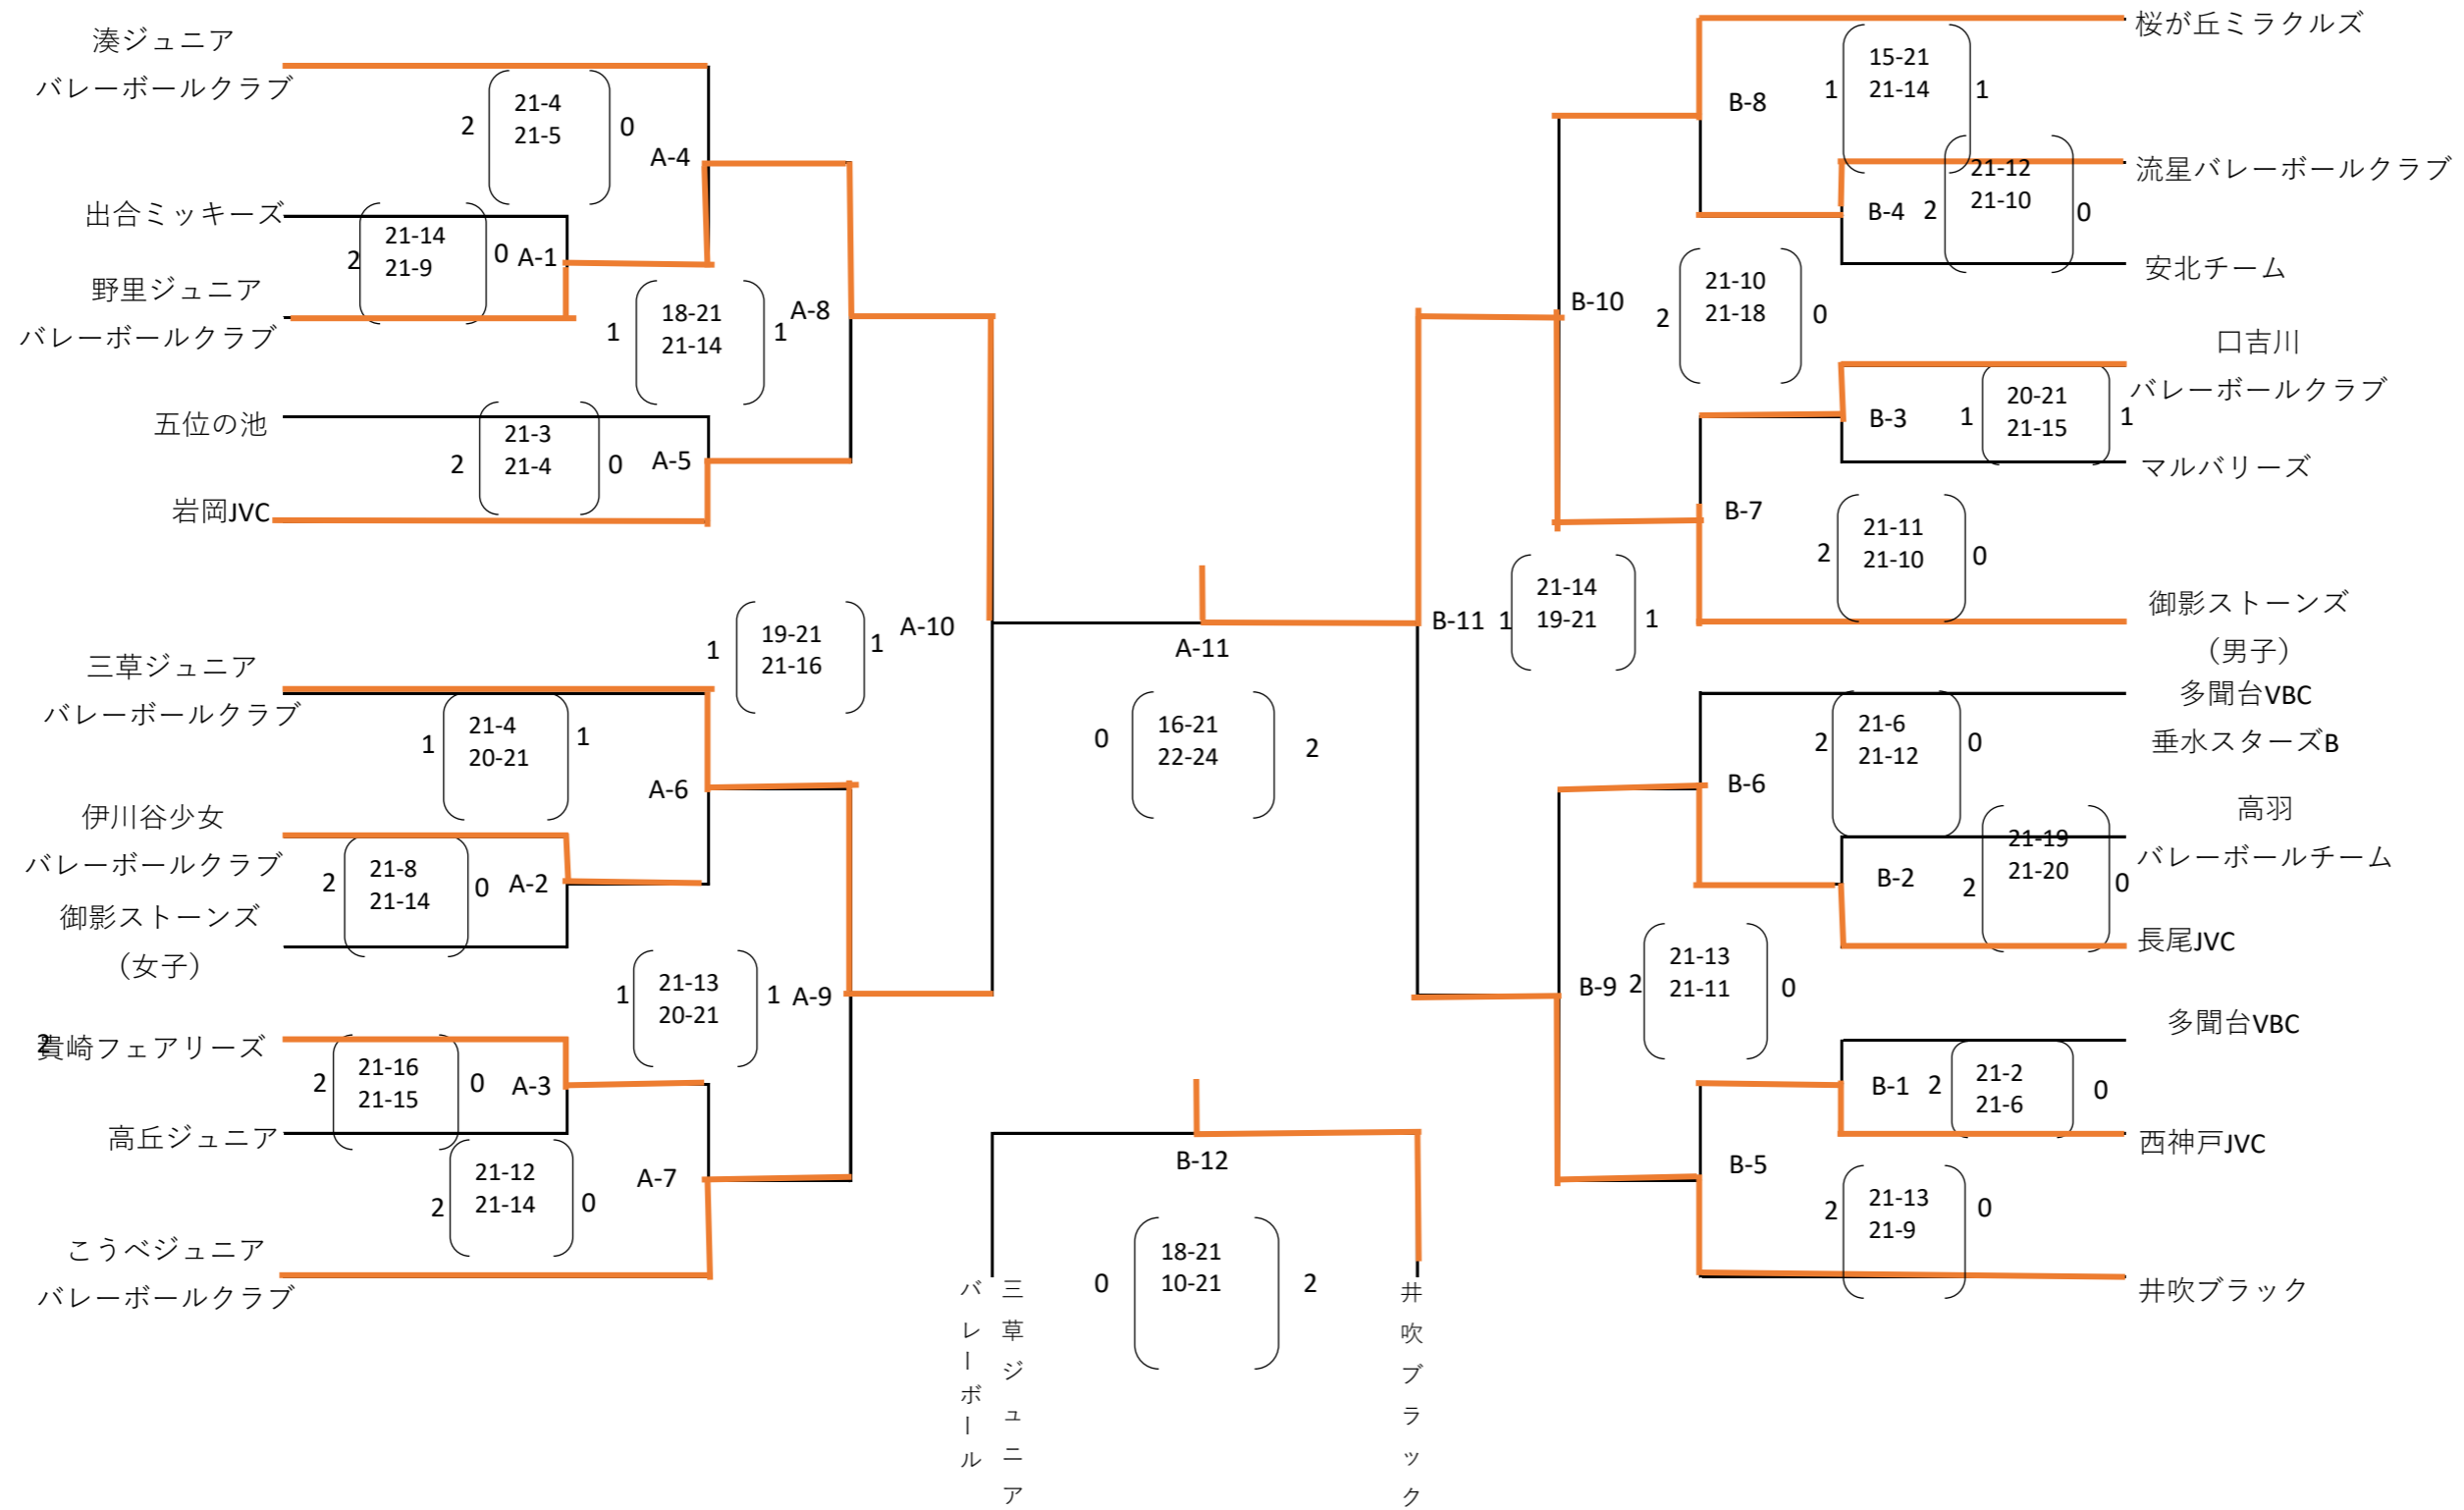 湊ジュニア
バレーボールクラブ
2
21-4
21-5
0
A-4
出合ミッキーズ
2
21-14
21-9
0
A-1
野里ジュニア
バレーボールクラブ
1
18-21
21-14
1
A-8
五位の池
2
21-3
21-4
0
A-5
岩岡JVC
1
19-21
21-16
1
A-10
三草ジュニア
バレーボールクラブ
1
21-4
20-21
1
A-6
伊川谷少女
バレーボールクラブ
2
21-8
21-14
0
A-2
御影ストーンズ
（女子）
1
21-13
20-21
1
A-9
2
貴崎フェアリーズ
2
21-16
21-15
0
A-3
高丘ジュニア
2
21-12
21-14
0
A-7
こうべジュニア
バレーボールクラブ
A-11
0
16-21
22-24
2
B-12
0
18-21
10-21
2
三草ジュニア
バレーボール
井吹ブラック
桜が丘ミラクルズ
B-8
1
15-21
21-14
1
流星バレーボールクラブ
B-4
2
21-12
21-10
0
安北チーム
B-10
2
21-10
21-18
0
口吉川
バレーボールクラブ
B-3
1
20-21
21-15
1
マルバリーズ
B-7
2
21-11
21-10
0
御影ストーンズ
（男子）
B-11
1
21-14
19-21
1
多聞台VBC
垂水スターズB
B-6
2
21-6
21-12
0
高羽
バレーボールチーム
B-2
2
21-19
21-20
0
長尾JVC
B-9
2
21-13
21-11
0
多聞台VBC
B-1
2
21-2
21-6
0
西神戸JVC
B-5
2
21-13
21-9
0
井吹ブラック